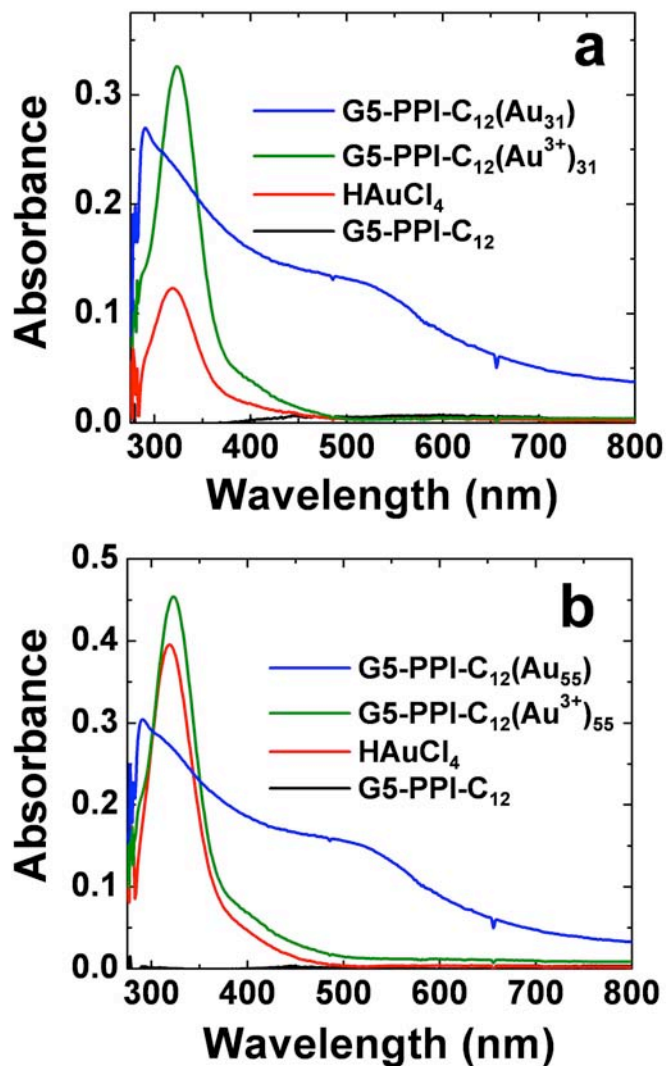 a
G5-PPI-C₁₂(Au₃₁)
G5-PPI-C₁₂(Au³⁺)₃₁
HAuCl₄
G5-PPI-C₁₂
0.3
0.2
0.1
0.0
Absorbance
300 400 500 600 700 800
Wavelength (nm)
b
G5-PPI-C₁₂(Au₅₅)
G5-PPI-C₁₂(Au³⁺)₅₅
HAuCl₄
G5-PPI-C₁₂
0.5
0.4
0.3
0.2
0.1
0.0
Absorbance
300 400 500 600 700 800
Wavelength (nm)